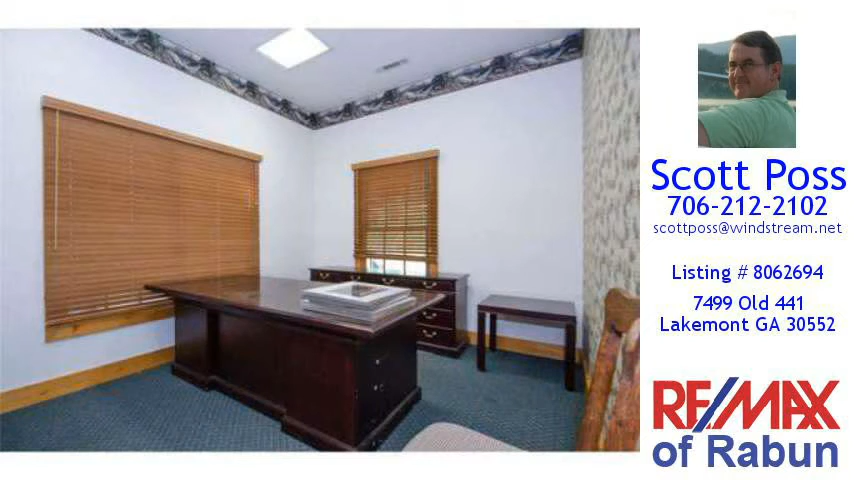 Scott Poss
706-212-2102
scottposs@windstream.net
Listing # 8062694
7499 Old 441
Lakemont GA 30552
RE/MAX
of Rabun